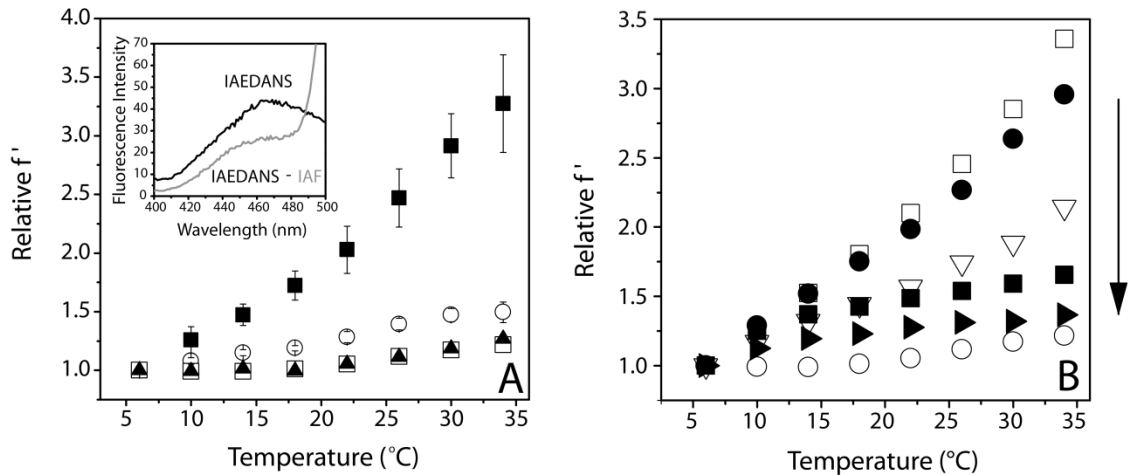 4.0
3.5
3.0
2.5
2.0
1.5
1.0
Relative f '
70
60
50
40
30
20
10
0
Fluorescence Intensity
IAEDANS
IAEDANS - IAF
400 420 440 460 480 500
Wavelength (nm)
A
5 10 15 20 25 30 35
Temperature (°C)
3.5
3.0
2.5
2.0
1.5
1.0
Relative f '
B
5 10 15 20 25 30 35
Temperature (°C)